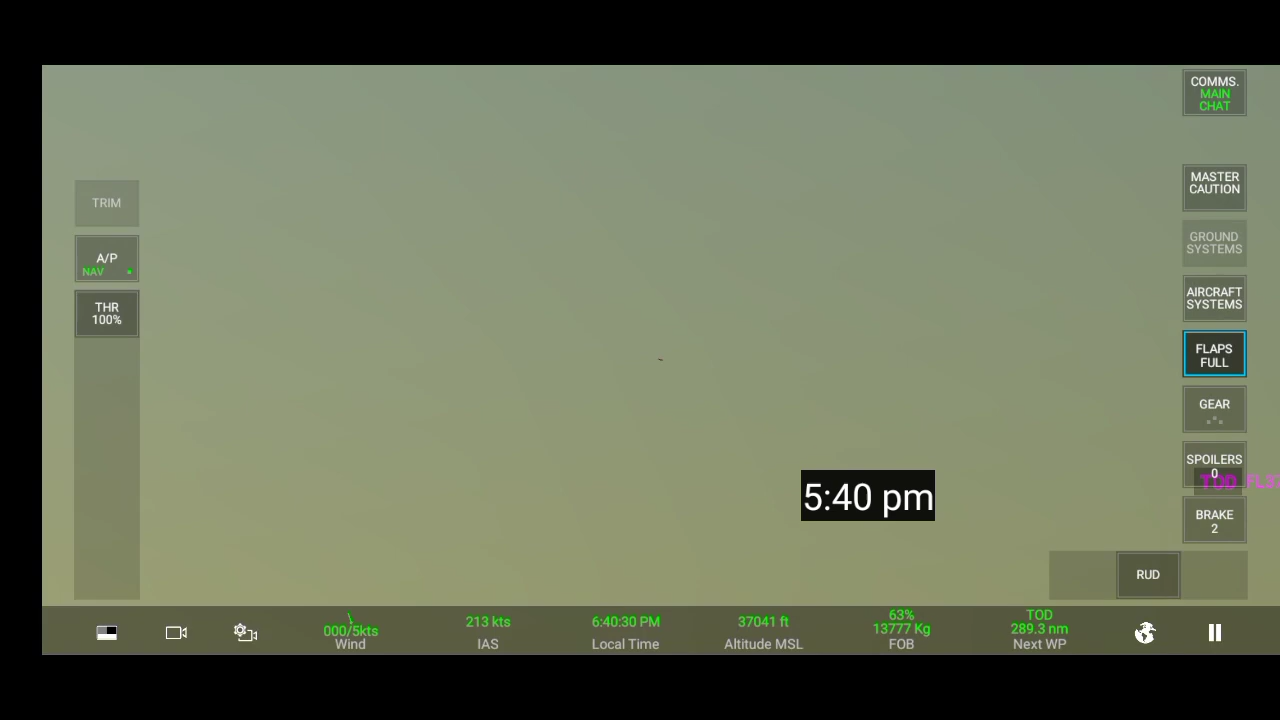 COMMS.
MAIN
CHAT
MASTER
CAUTION
TRIM
GROUND
SYSTEMS
A/P
NAV
AIRCRAFT
SYSTEMS
THR
100%
FLAPS
FULL
GEAR
SPOILERS
0
TOD
5:40 pm
BRAKE
2
RUD
000/5kts
Wind
213 kts
IAS
6:40:30 PM
Local Time
37041 ft
Altitude MSL
63%
13777 Kg
FOB
TOD
289.3 nm
Next WP